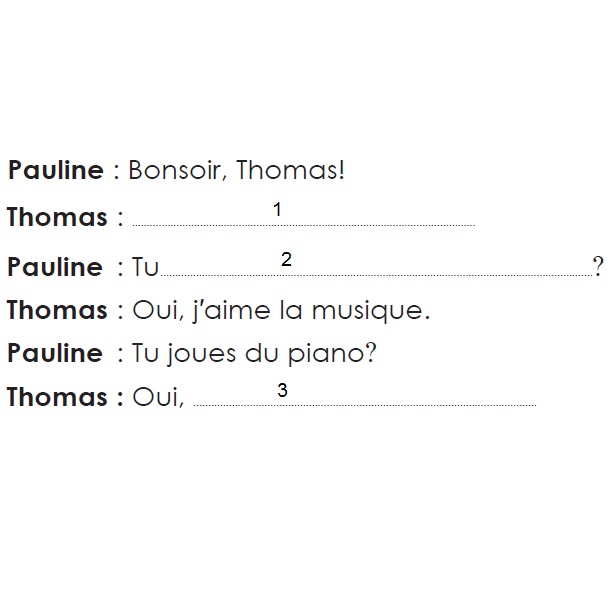 Pauline : Bonsoir, Thomas!
Thomas : 1
Pauline : Tu 2 ?
Thomas : Oui, j'aime la musique.
Pauline : Tu joues du piano?
Thomas : Oui, 3